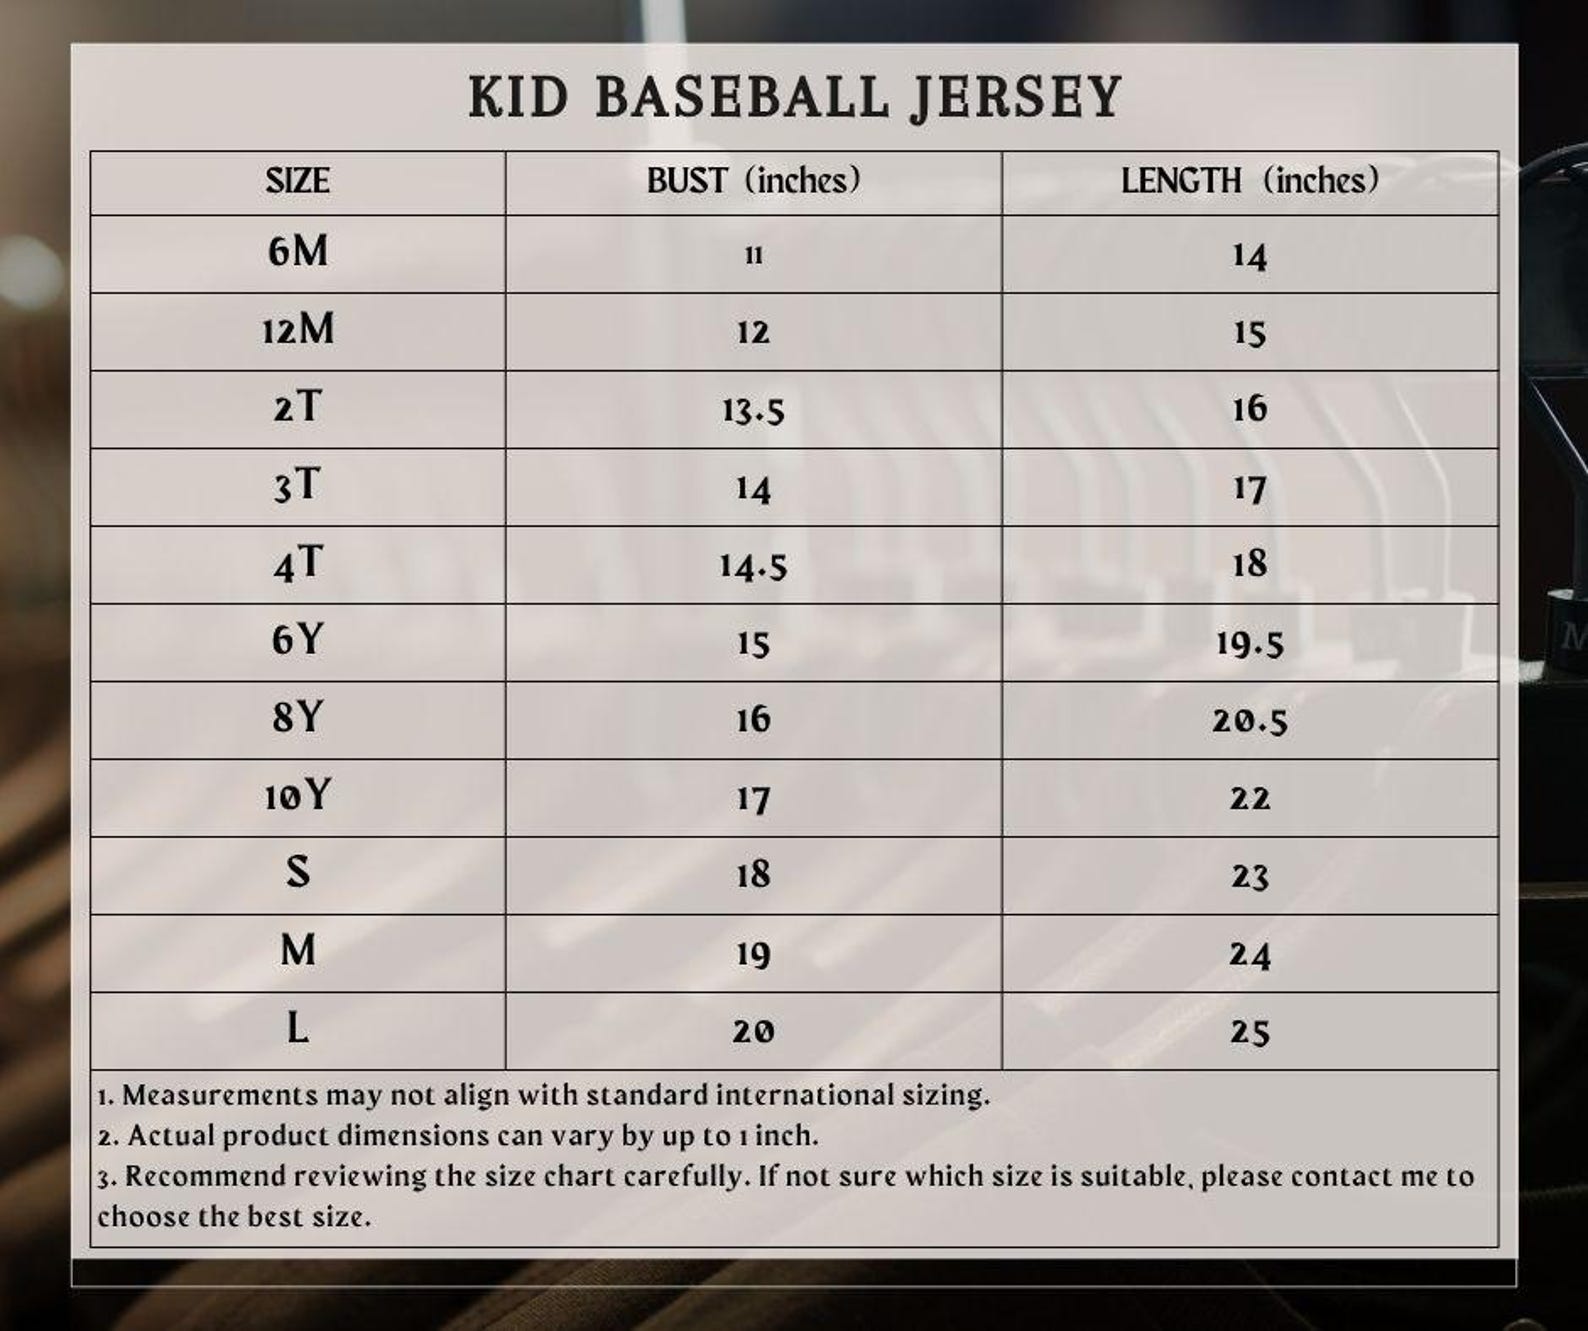 KID BASEBALL JERSEY
SIZE BUST (inches) LENGTH (inches)
6M 11 14
12M 12 15
2T 13.5 16
3T 14 17
4T 14.5 18
6Y 15 19.5
8Y 16 20.5
10Y 17 22
S 18 23
M 19 24
L 20 25
1. Measurements may not align with standard international sizing.
2. Actual product dimensions can vary by up to 1 inch.
3. Recommend reviewing the size chart carefully. If not sure which size is suitable, please contact me to
choose the best size.
M